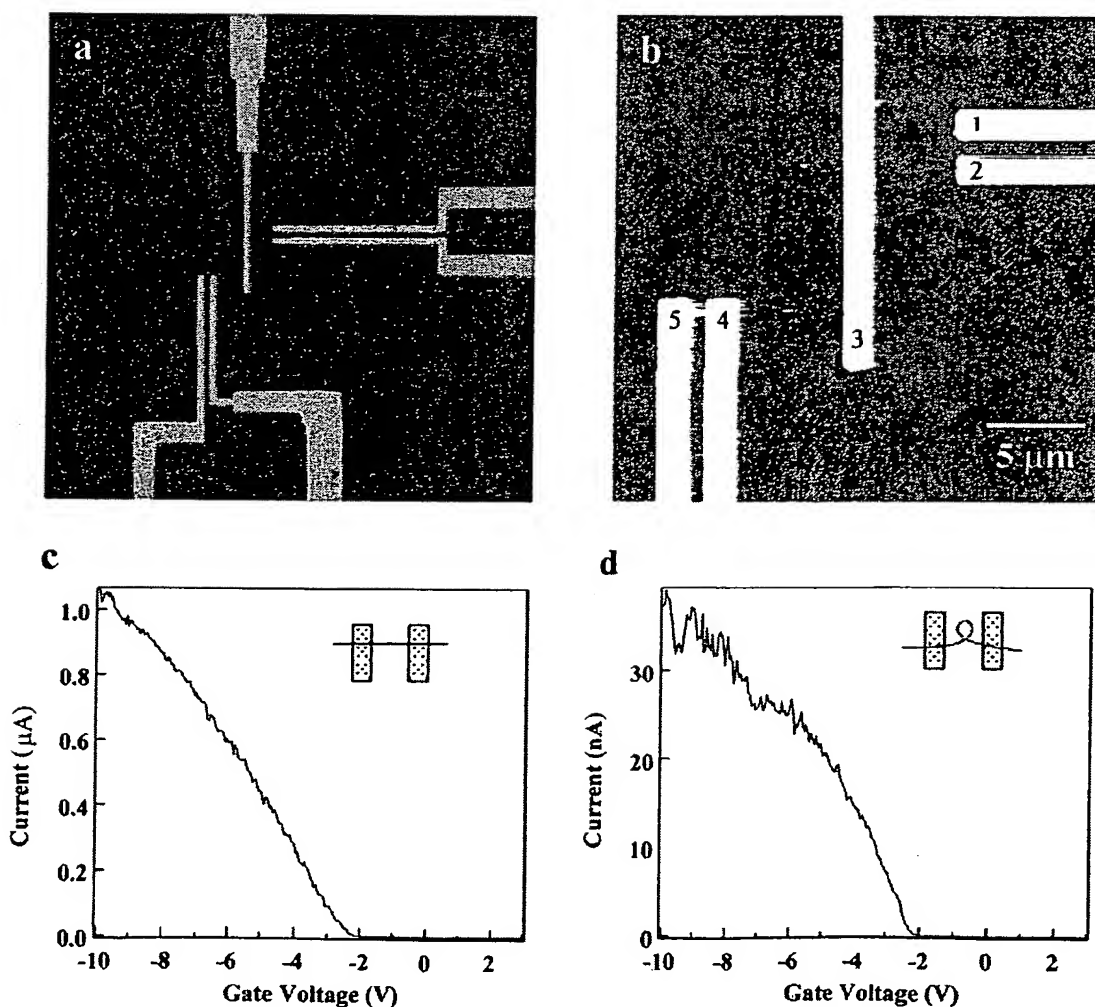 a
b
1
2
3
5 4
5 μm
c
1.0
0.8
0.6
0.4
0.2
0.0
Current (μA)
-10 -8 -6 -4 -2 0 2
Gate Voltage (V)
d
30
20
10
0
Current (nA)
-10 -8 -6 -4 -2 0 2
Gate Voltage (V)